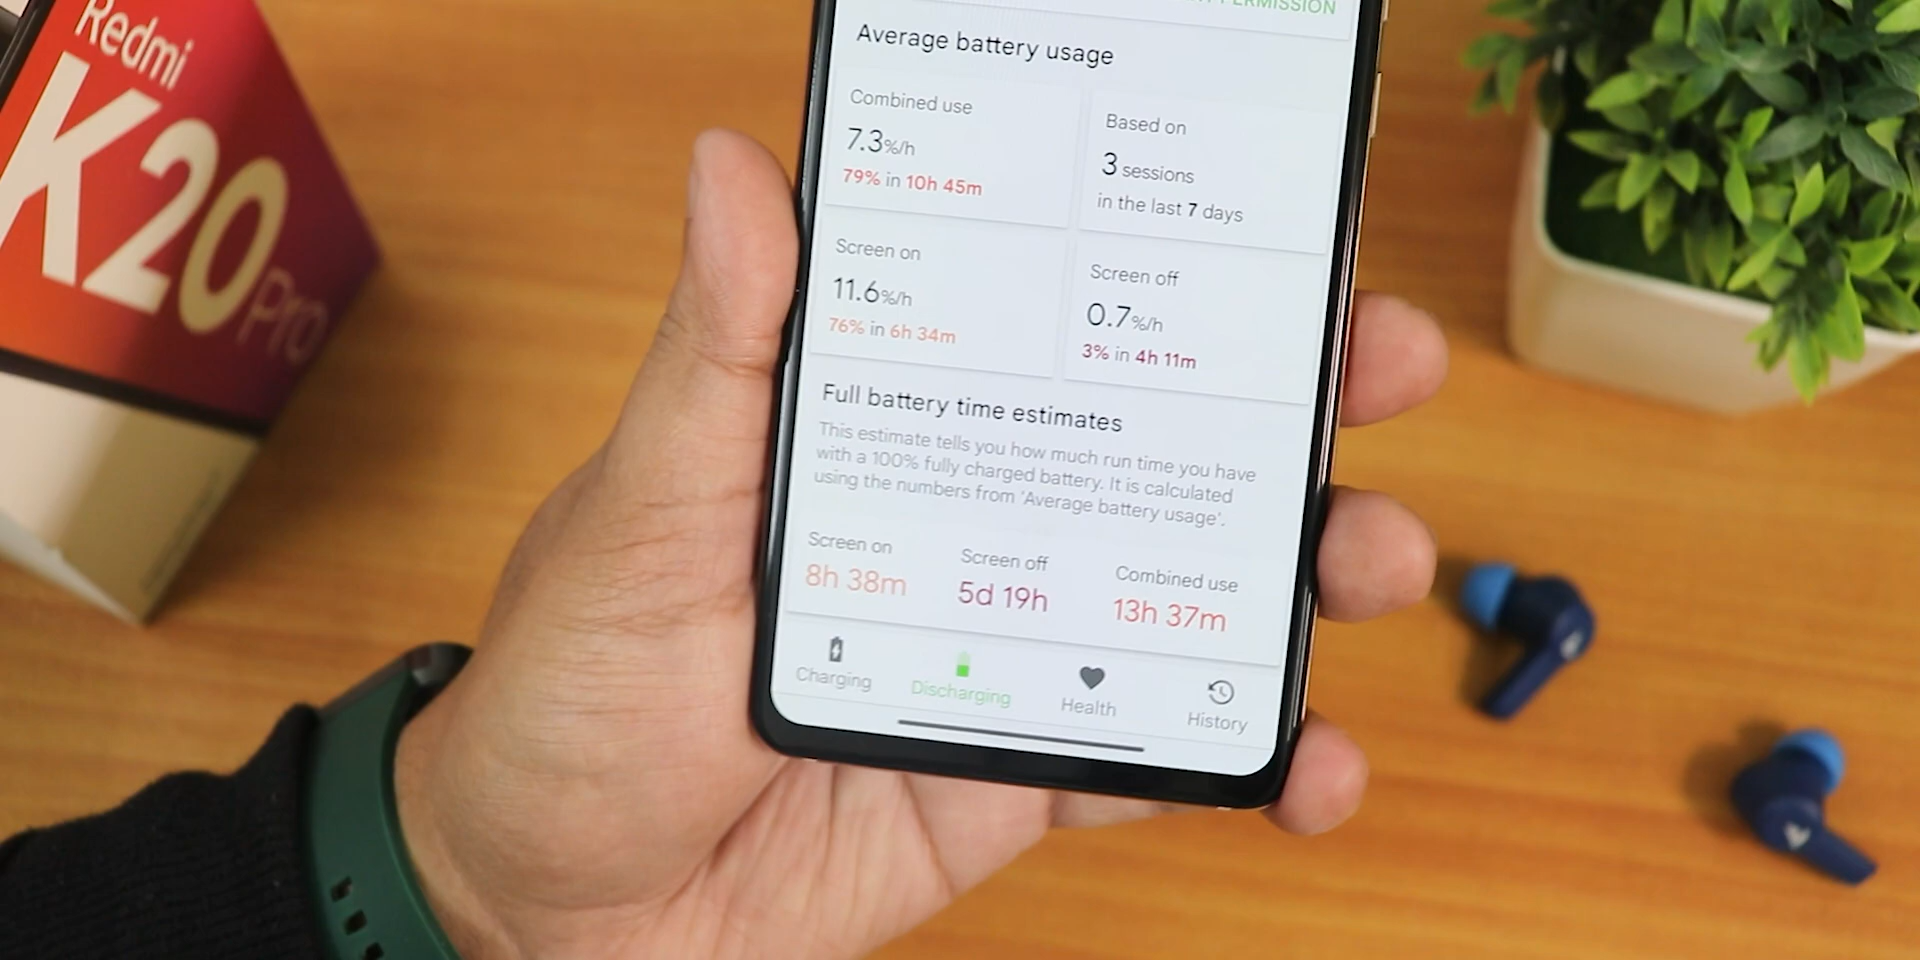 Redmi
K20 Pro
PERMISSION
Average battery usage
Combined use
7.3%/h
79% in 10h 45m
Based on
3 sessions
in the last 7 days
Screen on
11.6%/h
76% in 6h 34m
Screen off
0.7%/h
3% in 4h 11m
Full battery time estimates
This estimate tells you how much run time you have
with a 100% fully charged battery. It is calculated
using the numbers from 'Average battery usage'.
Screen on
8h 38m
Screen off
5d 19h
Combined use
13h 37m
Charging
Discharging
Health
History